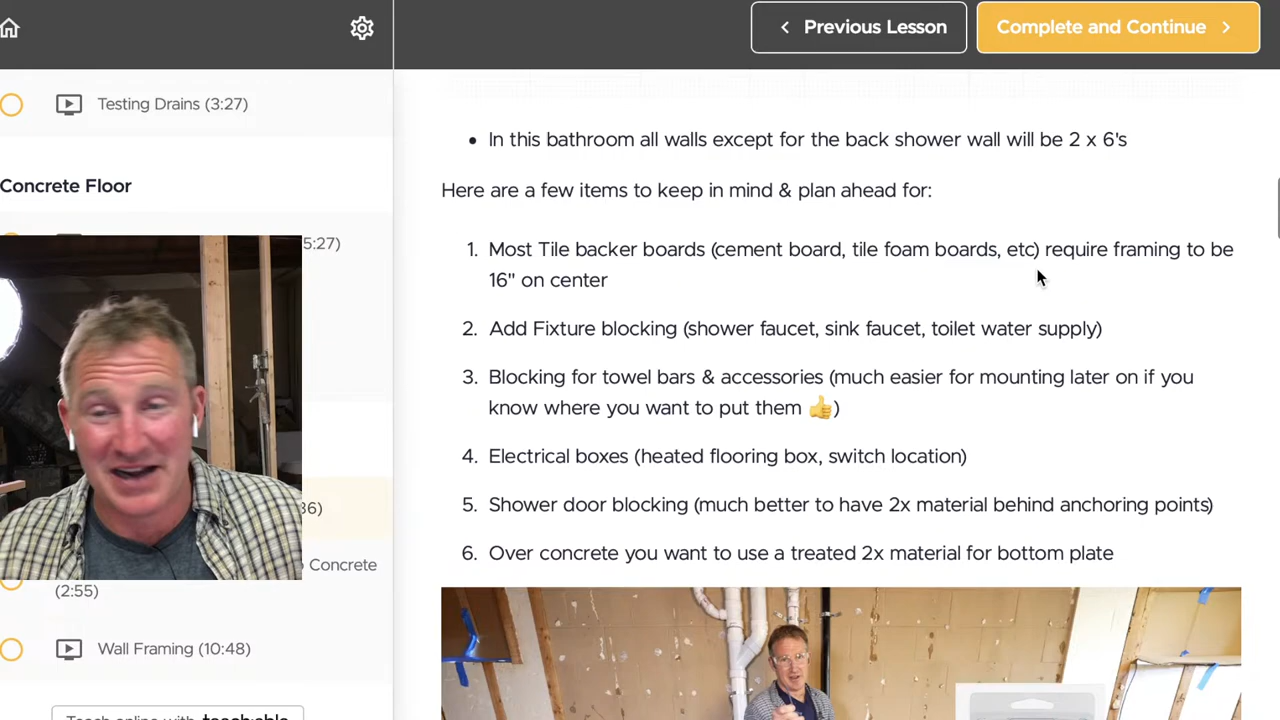 Previous Lesson
Complete and Continue
Testing Drains (3:27)
Concrete Floor
5:27)
36)
Concrete
(2:55)
Wall Framing (10:48)
Teach online with
• In this bathroom all walls except for the back shower wall will be 2 x 6's
Here are a few items to keep in mind & plan ahead for:
1. Most Tile backer boards (cement board, tile foam boards, etc) require framing to be
16" on center
2. Add Fixture blocking (shower faucet, sink faucet, toilet water supply)
3. Blocking for towel bars & accessories (much easier for mounting later on if you
know where you want to put them 👍)
4. Electrical boxes (heated flooring box, switch location)
5. Shower door blocking (much better to have 2x material behind anchoring points)
6. Over concrete you want to use a treated 2x material for bottom plate